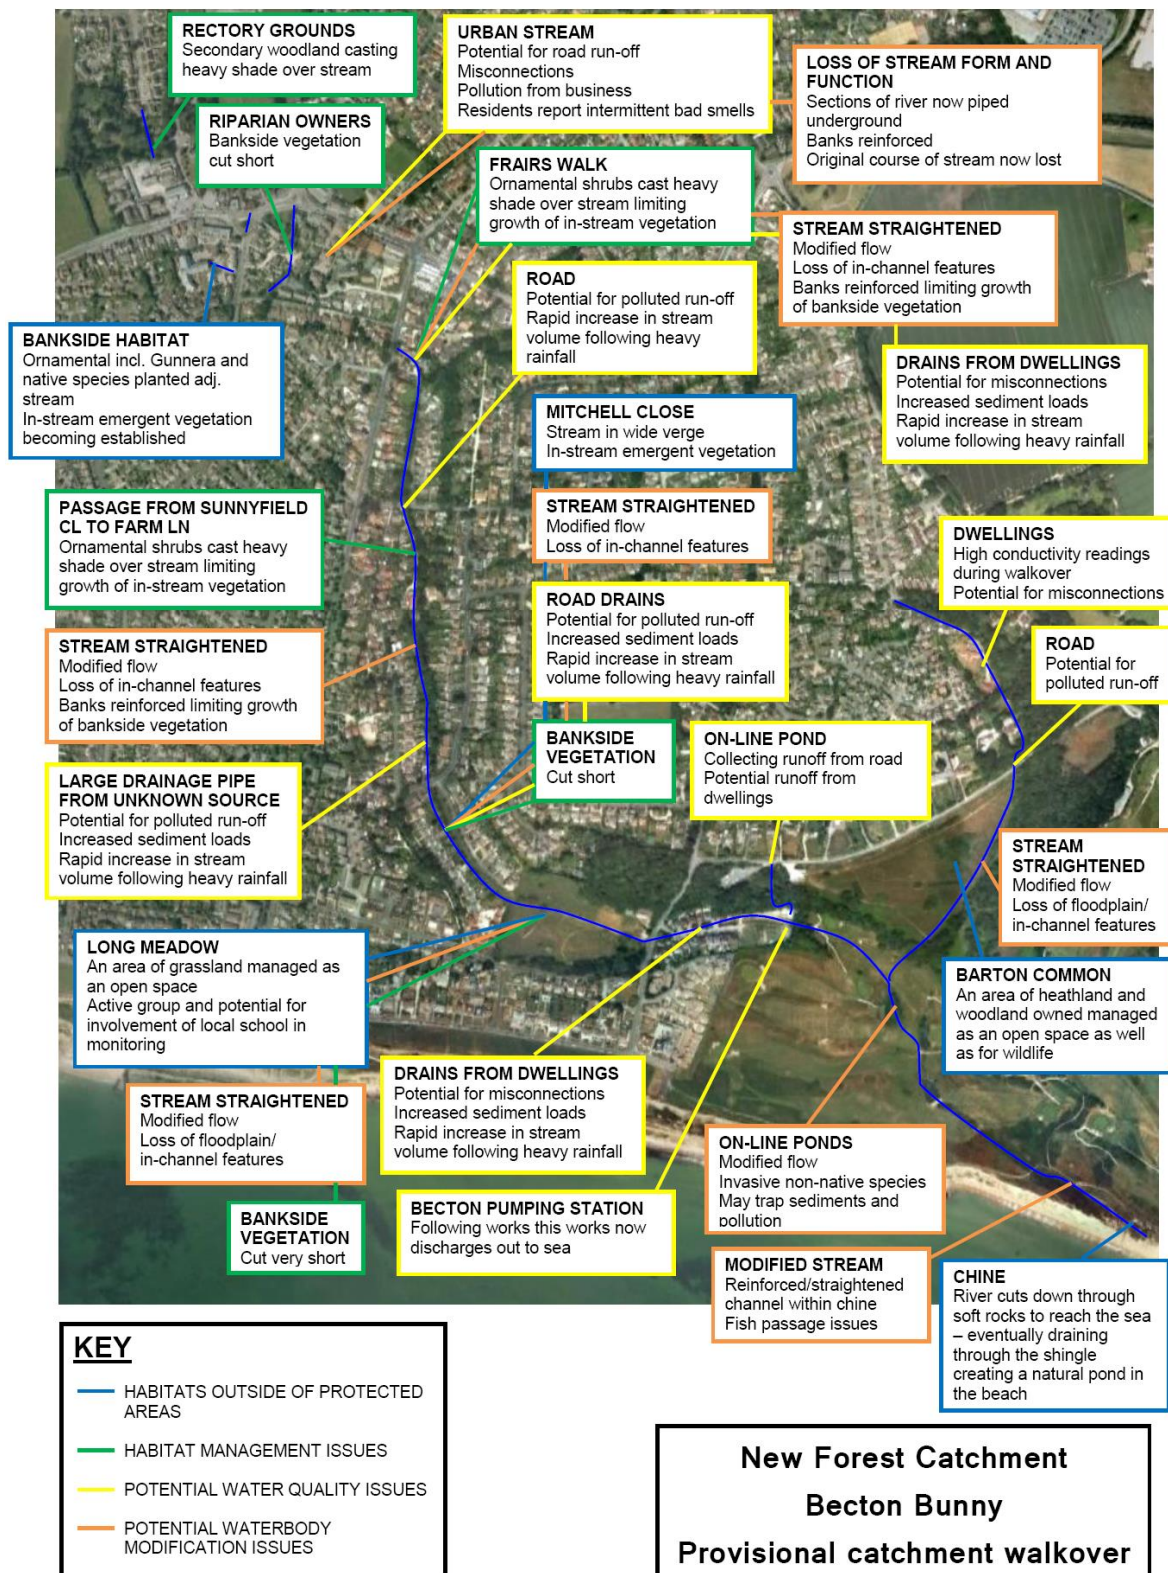 RECTORY GROUNDS
Secondary woodland casting
heavy shade over stream
URBAN STREAM
Potential for road run-off
Misconnections
Pollution from business
Residents report intermittent bad smells
LOSS OF STREAM FORM AND
FUNCTION
Sections of river now piped
underground
Banks reinforced
Original course of stream now lost
RIPARIAN OWNERS
Bankside vegetation
cut short
FRAIRS WALK
Ornamental shrubs cast heavy
shade over stream limiting
growth of in-stream vegetation
STREAM STRAIGHTENED
Modified flow
Loss of in-channel features
Banks reinforced limiting growth
of bankside vegetation
ROAD
Potential for polluted run-off
Rapid increase in stream
volume following heavy
rainfall
BANKSIDE HABITAT
Ornamental incl. Gunnera and
native species planted adj.
stream
In-stream emergent vegetation
becoming established
DRAINS FROM DWELLINGS
Potential for misconnections
Increased sediment loads
Rapid increase in stream
volume following heavy rainfall
MITCHELL CLOSE
Stream in wide verge
In-stream emergent vegetation
PASSAGE FROM SUNNYFIELD
CL TO FARM LN
Ornamental shrubs cast heavy
shade over stream limiting
growth of in-stream vegetation
STREAM STRAIGHTENED
Modified flow
Loss of in-channel features
DWELLINGS
High conductivity readings
during walkover
Potential for misconnections
ROAD DRAINS
Potential for polluted run-off
Increased sediment loads
Rapid increase in stream
volume following heavy rainfall
STREAM STRAIGHTENED
Modified flow
Loss of in-channel features
Banks reinforced limiting growth
of bankside vegetation
ROAD
Potential for
polluted run-off
BANKSIDE
VEGETATION
Cut short
ON-LINE POND
Collecting runoff from road
Potential runoff from
dwellings
LARGE DRAINAGE PIPE
FROM UNKNOWN SOURCE
Potential for polluted run-off
Increased sediment loads
Rapid increase in stream
volume following heavy rainfall
STREAM
STRAIGHTENED
Modified flow
Loss of floodplain/
in-channel features
LONG MEADOW
An area of grassland managed as
an open space
Active group and potential for
involvement of local school in
monitoring
BARTON COMMON
An area of heathland and
woodland owned managed
as an open space as well
as for wildlife
DRAINS FROM DWELLINGS
Potential for misconnections
Increased sediment loads
Rapid increase in stream
volume following heavy rainfall
STREAM STRAIGHTENED
Modified flow
Loss of floodplain/
in-channel features
ON-LINE PONDS
Modified flow
Invasive non-native species
May trap sediments and
pollution
BECTON PUMPING STATION
Following works this works now
discharges out to sea
BANKSIDE
VEGETATION
Cut very short
MODIFIED STREAM
Reinforced/straightened
channel within chine
Fish passage issues
CHINE
River cuts down through
soft rocks to reach the sea
– eventually draining
through the shingle
creating a natural pond in
the beach
KEY
HABITATS OUTSIDE OF PROTECTED
AREAS
HABITAT MANAGEMENT ISSUES
POTENTIAL WATER QUALITY ISSUES
POTENTIAL WATERBODY
MODIFICATION ISSUES
New Forest Catchment
Becton Bunny
Provisional catchment walkover